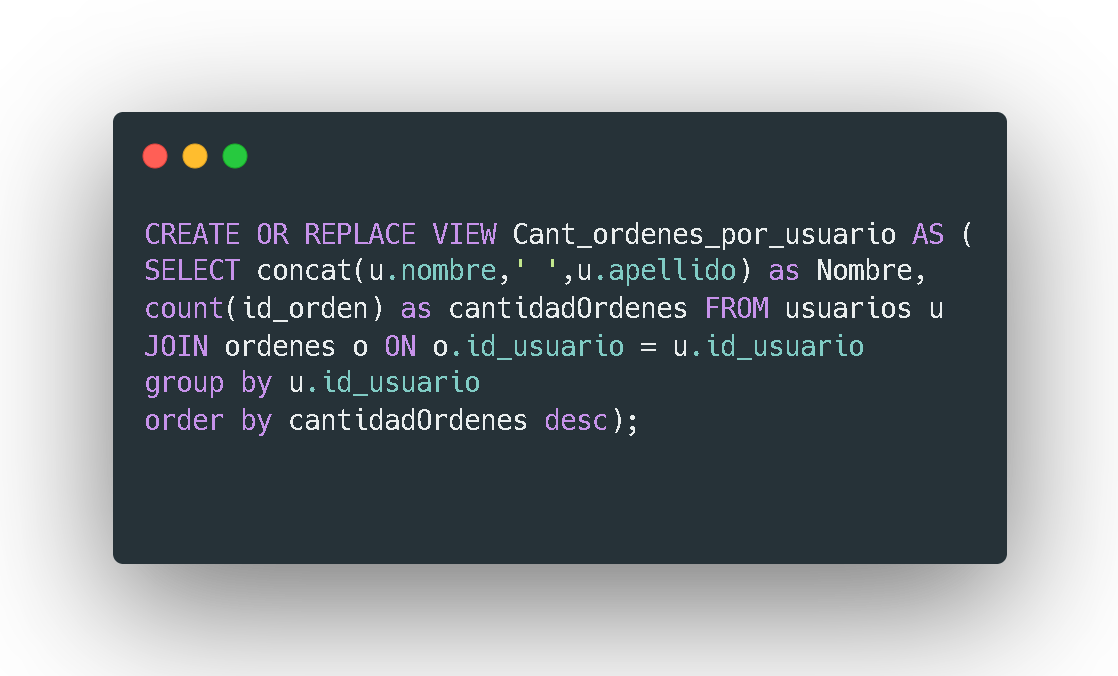 CREATE OR REPLACE VIEW Cant_ordenes_por_usuario AS (
SELECT concat(u.nombre,' ',u.apellido) as Nombre,
count(id_orden) as cantidadOrdenes FROM usuarios u
JOIN ordenes o ON o.id_usuario = u.id_usuario
group by u.id_usuario
order by cantidadOrdenes desc);